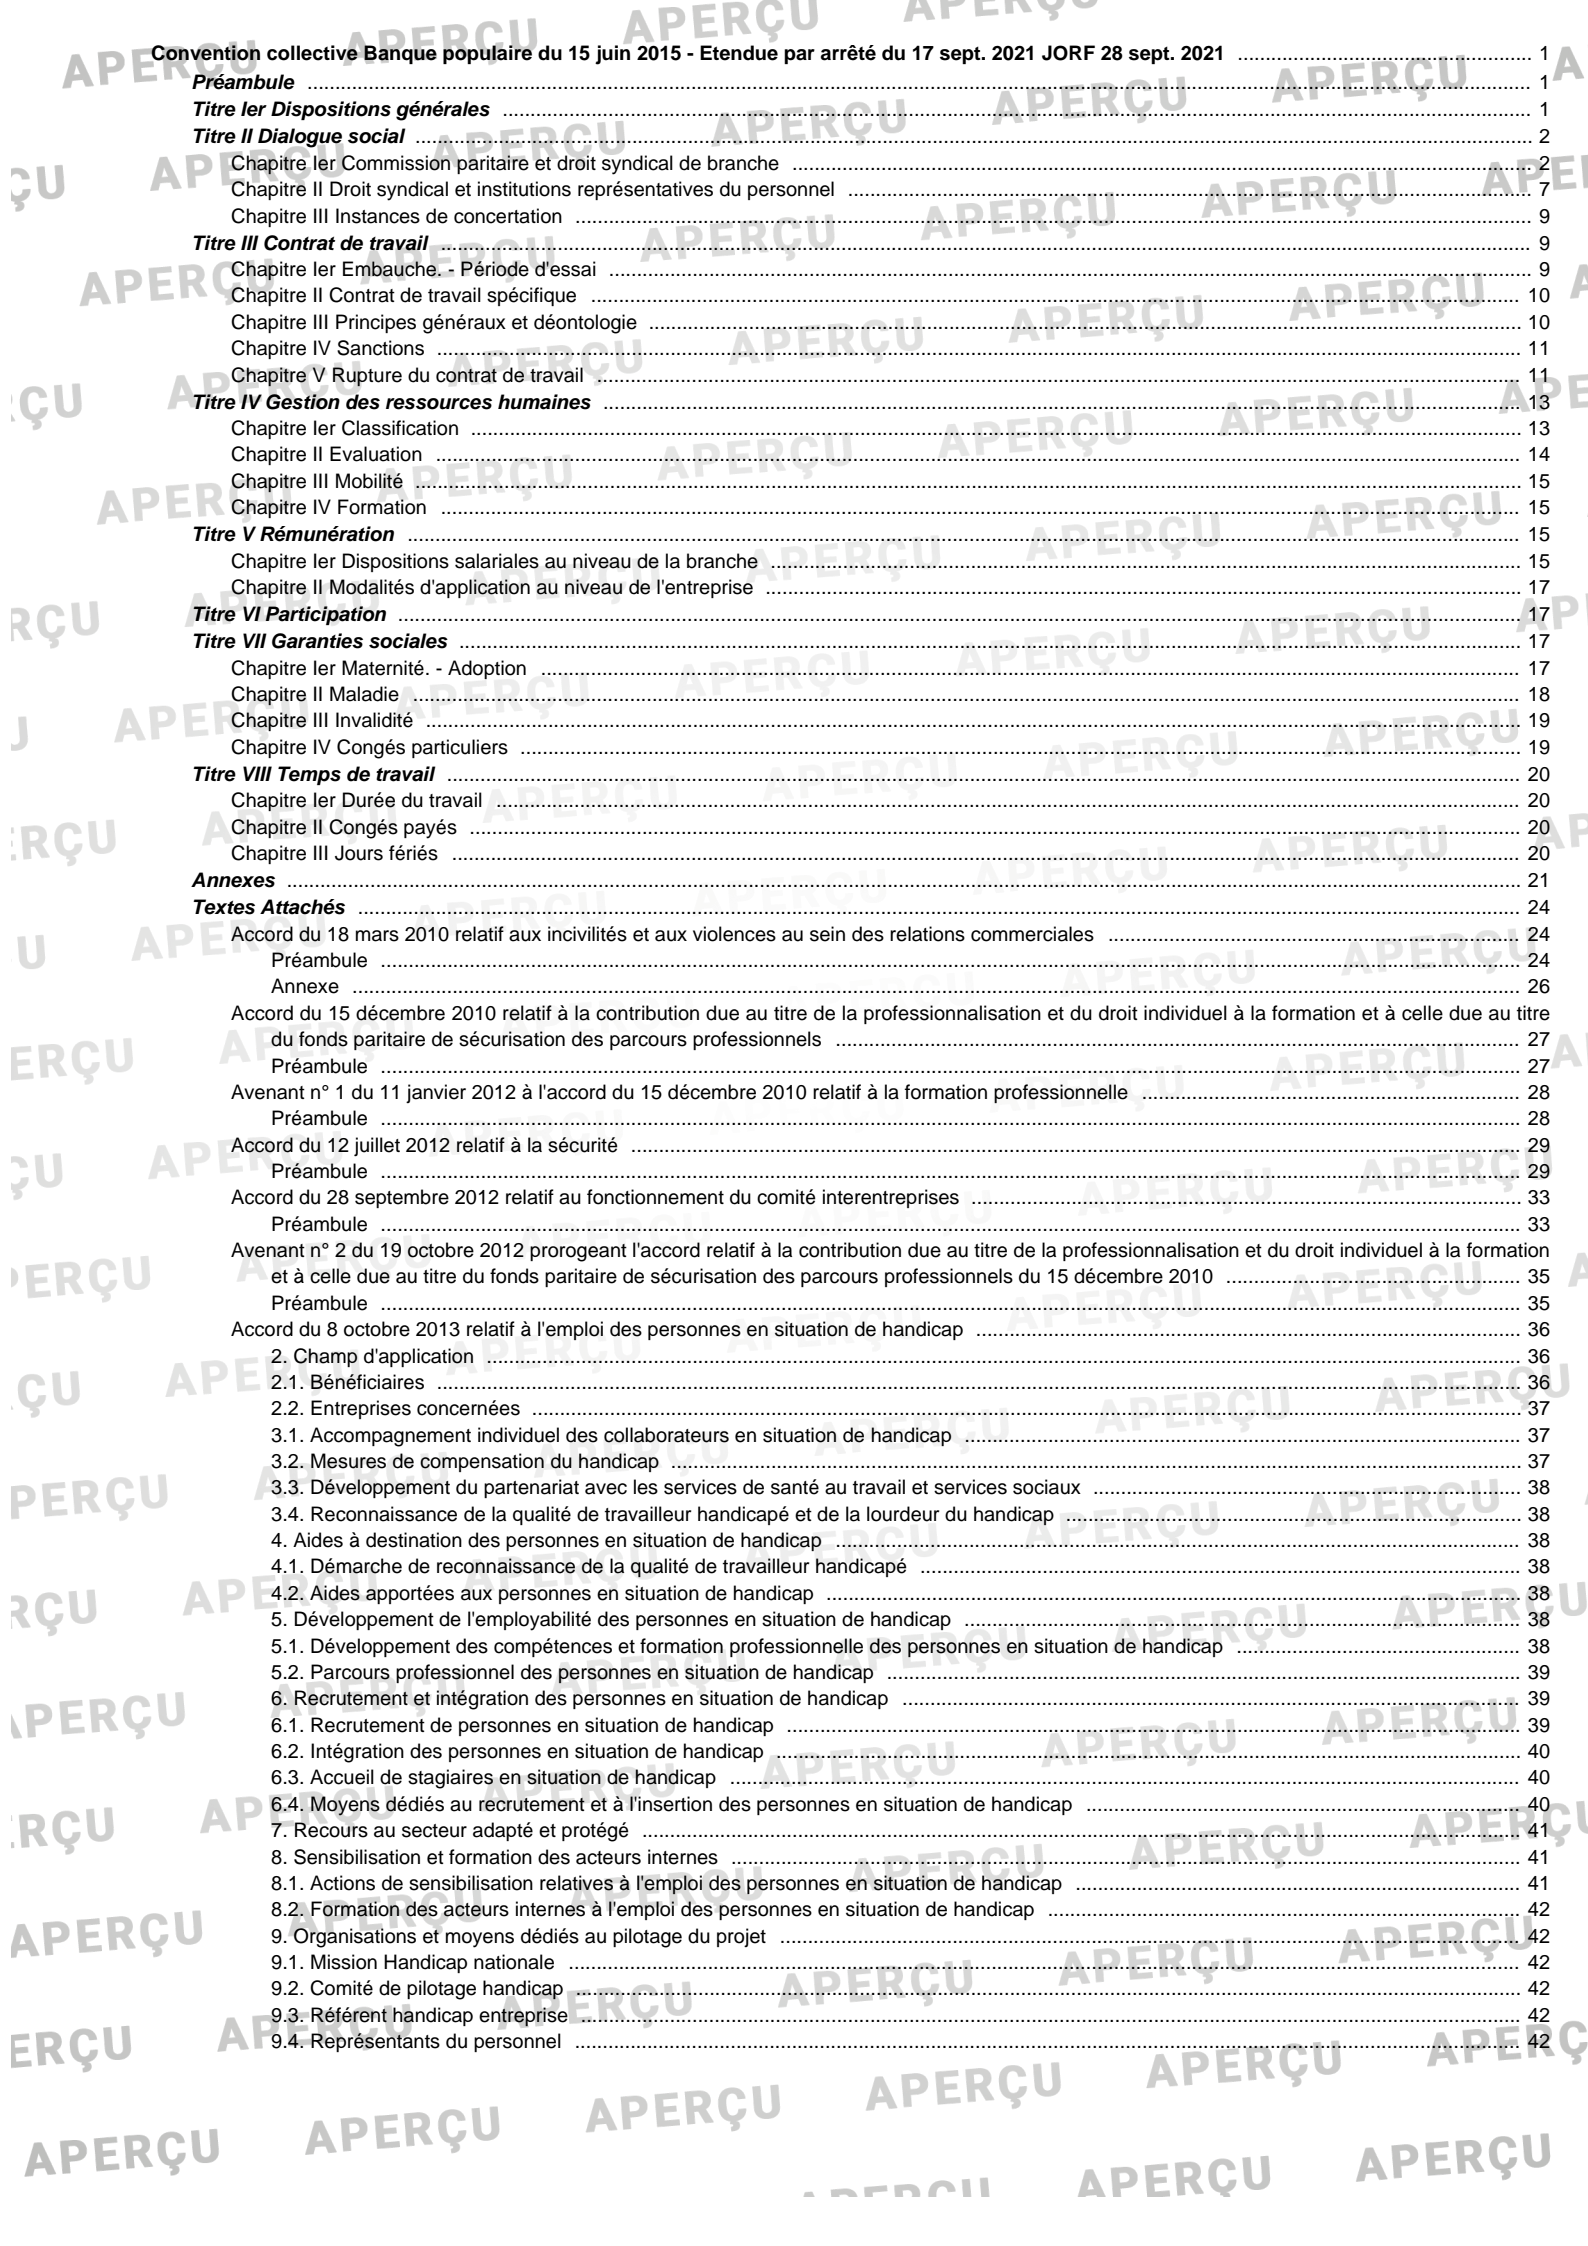 Convention collective Banque populaire du 15 juin 2015 - Etendue par arrêté du 17 sept. 2021 JORF 28 sept. 2021 ... 1
Préambule ... 1
Titre Ier Dispositions générales ... 1
Titre II Dialogue social ... 2
Chapitre Ier Commission paritaire et droit syndical de branche ... 2
Chapitre II Droit syndical et institutions représentatives du personnel ... 7
Chapitre III Instances de concertation ... 9
Titre III Contrat de travail ... 9
Chapitre Ier Embauche. - Période d'essai ... 9
Chapitre II Contrat de travail spécifique ... 10
Chapitre III Principes généraux et déontologie ... 10
Chapitre IV Sanctions ... 11
Chapitre V Rupture du contrat de travail ... 11
Titre IV Gestion des ressources humaines ... 13
Chapitre Ier Classification ... 13
Chapitre II Evaluation ... 14
Chapitre III Mobilité ... 15
Chapitre IV Formation ... 15
Titre V Rémunération ... 15
Chapitre Ier Dispositions salariales au niveau de la branche ... 15
Chapitre II Modalités d'application au niveau de l'entreprise ... 17
Titre VI Participation ... 17
Titre VII Garanties sociales ... 17
Chapitre Ier Maternité. - Adoption ... 17
Chapitre II Maladie ... 18
Chapitre III Invalidité ... 19
Chapitre IV Congés particuliers ... 19
Titre VIII Temps de travail ... 20
Chapitre Ier Durée du travail ... 20
Chapitre II Congés payés ... 20
Chapitre III Jours fériés ... 20
Annexes ... 21
Textes Attachés ... 24
Accord du 18 mars 2010 relatif aux incivilités et aux violences au sein des relations commerciales ... 24
Préambule ... 24
Annexe ... 26
Accord du 15 décembre 2010 relatif à la contribution due au titre de la professionnalisation et du droit individuel à la formation et à celle due au titre
du fonds paritaire de sécurisation des parcours professionnels ... 27
Préambule ... 27
Avenant n° 1 du 11 janvier 2012 à l'accord du 15 décembre 2010 relatif à la formation professionnelle ... 28
Préambule ... 28
Accord du 12 juillet 2012 relatif à la sécurité ... 29
Préambule ... 29
Accord du 28 septembre 2012 relatif au fonctionnement du comité interentreprises ... 33
Préambule ... 33
Avenant n° 2 du 19 octobre 2012 prorogeant l'accord relatif à la contribution due au titre de la professionnalisation et du droit individuel à la formation
et à celle due au titre du fonds paritaire de sécurisation des parcours professionnels du 15 décembre 2010 ... 35
Préambule ... 35
Accord du 8 octobre 2013 relatif à l'emploi des personnes en situation de handicap ... 36
2. Champ d'application ... 36
2.1. Bénéficiaires ... 36
2.2. Entreprises concernées ... 37
3.1. Accompagnement individuel des collaborateurs en situation de handicap ... 37
3.2. Mesures de compensation du handicap ... 37
3.3. Développement du partenariat avec les services de santé au travail et services sociaux ... 38
3.4. Reconnaissance de la qualité de travailleur handicapé et de la lourdeur du handicap ... 38
4. Aides à destination des personnes en situation de handicap ... 38
4.1. Démarche de reconnaissance de la qualité de travailleur handicapé ... 38
4.2. Aides apportées aux personnes en situation de handicap ... 38
5. Développement de l'employabilité des personnes en situation de handicap ... 38
5.1. Développement des compétences et formation professionnelle des personnes en situation de handicap ... 38
5.2. Parcours professionnel des personnes en situation de handicap ... 39
6. Recrutement et intégration des personnes en situation de handicap ... 39
6.1. Recrutement de personnes en situation de handicap ... 39
6.2. Intégration des personnes en situation de handicap ... 40
6.3. Accueil de stagiaires en situation de handicap ... 40
6.4. Moyens dédiés au recrutement et à l'insertion des personnes en situation de handicap ... 40
7. Recours au secteur adapté et protégé ... 41
8. Sensibilisation et formation des acteurs internes ... 41
8.1. Actions de sensibilisation relatives à l'emploi des personnes en situation de handicap ... 41
8.2. Formation des acteurs internes à l'emploi des personnes en situation de handicap ... 42
9. Organisations et moyens dédiés au pilotage du projet ... 42
9.1. Mission Handicap nationale ... 42
9.2. Comité de pilotage handicap ... 42
9.3. Référent handicap entreprise ... 42
9.4. Représentants du personnel ... 42
APERÇU